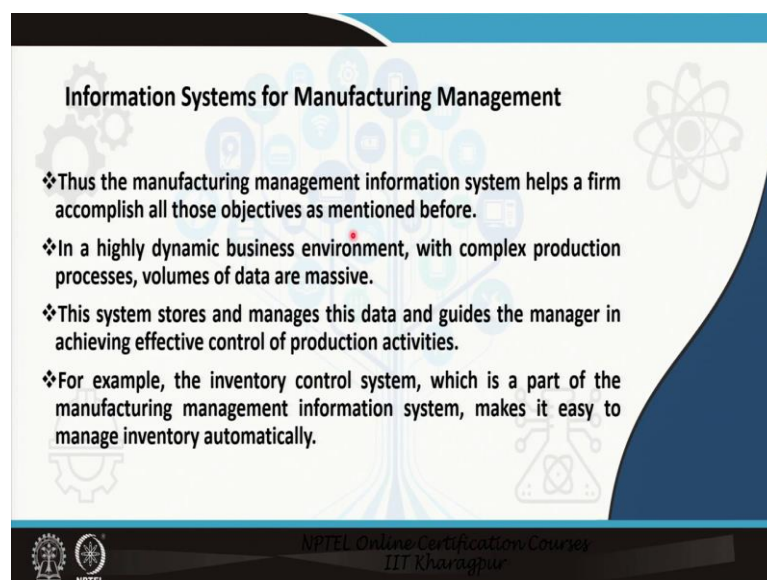 Information Systems for Manufacturing Management
❖Thus the manufacturing management information system helps a firm
accomplish all those objectives as mentioned before.
❖In a highly dynamic business environment, with complex production
processes, volumes of data are massive.
❖This system stores and manages this data and guides the manager in
achieving effective control of production activities.
❖For example, the inventory control system, which is a part of the
manufacturing management information system, makes it easy to
manage inventory automatically.
NPTEL Online Certification Courses
IIT Kharagpur
NPTEL